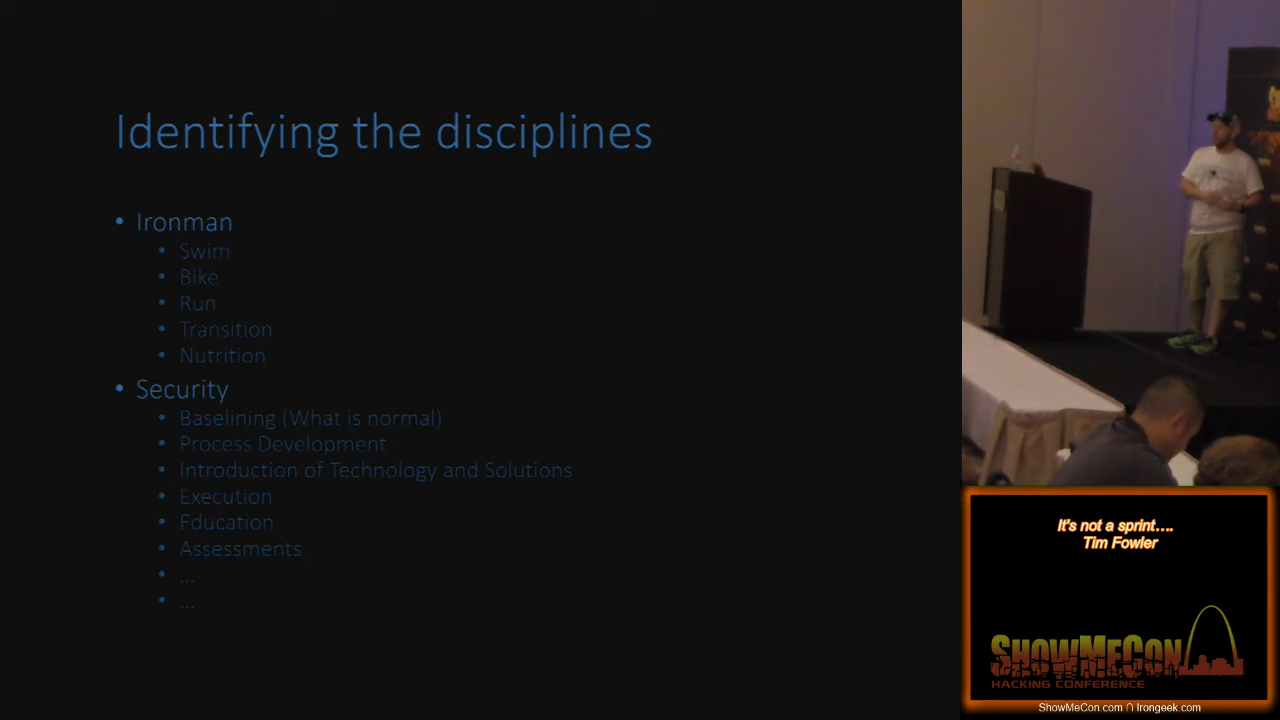 Identifying the disciplines
• Ironman
• Swim
• Bike
• Run
• Transition
• Nutrition
• Security
• Baselining (What is normal)
• Process Development
• Introduction of Technology and Solutions
• Execution
• Education
• Assessments
• ...
• ...
It's not a sprint....
Tim Fowler
ShowMeCon
HACKING CONFERENCE
ShowMeCon.com ∩ Irongeek.com